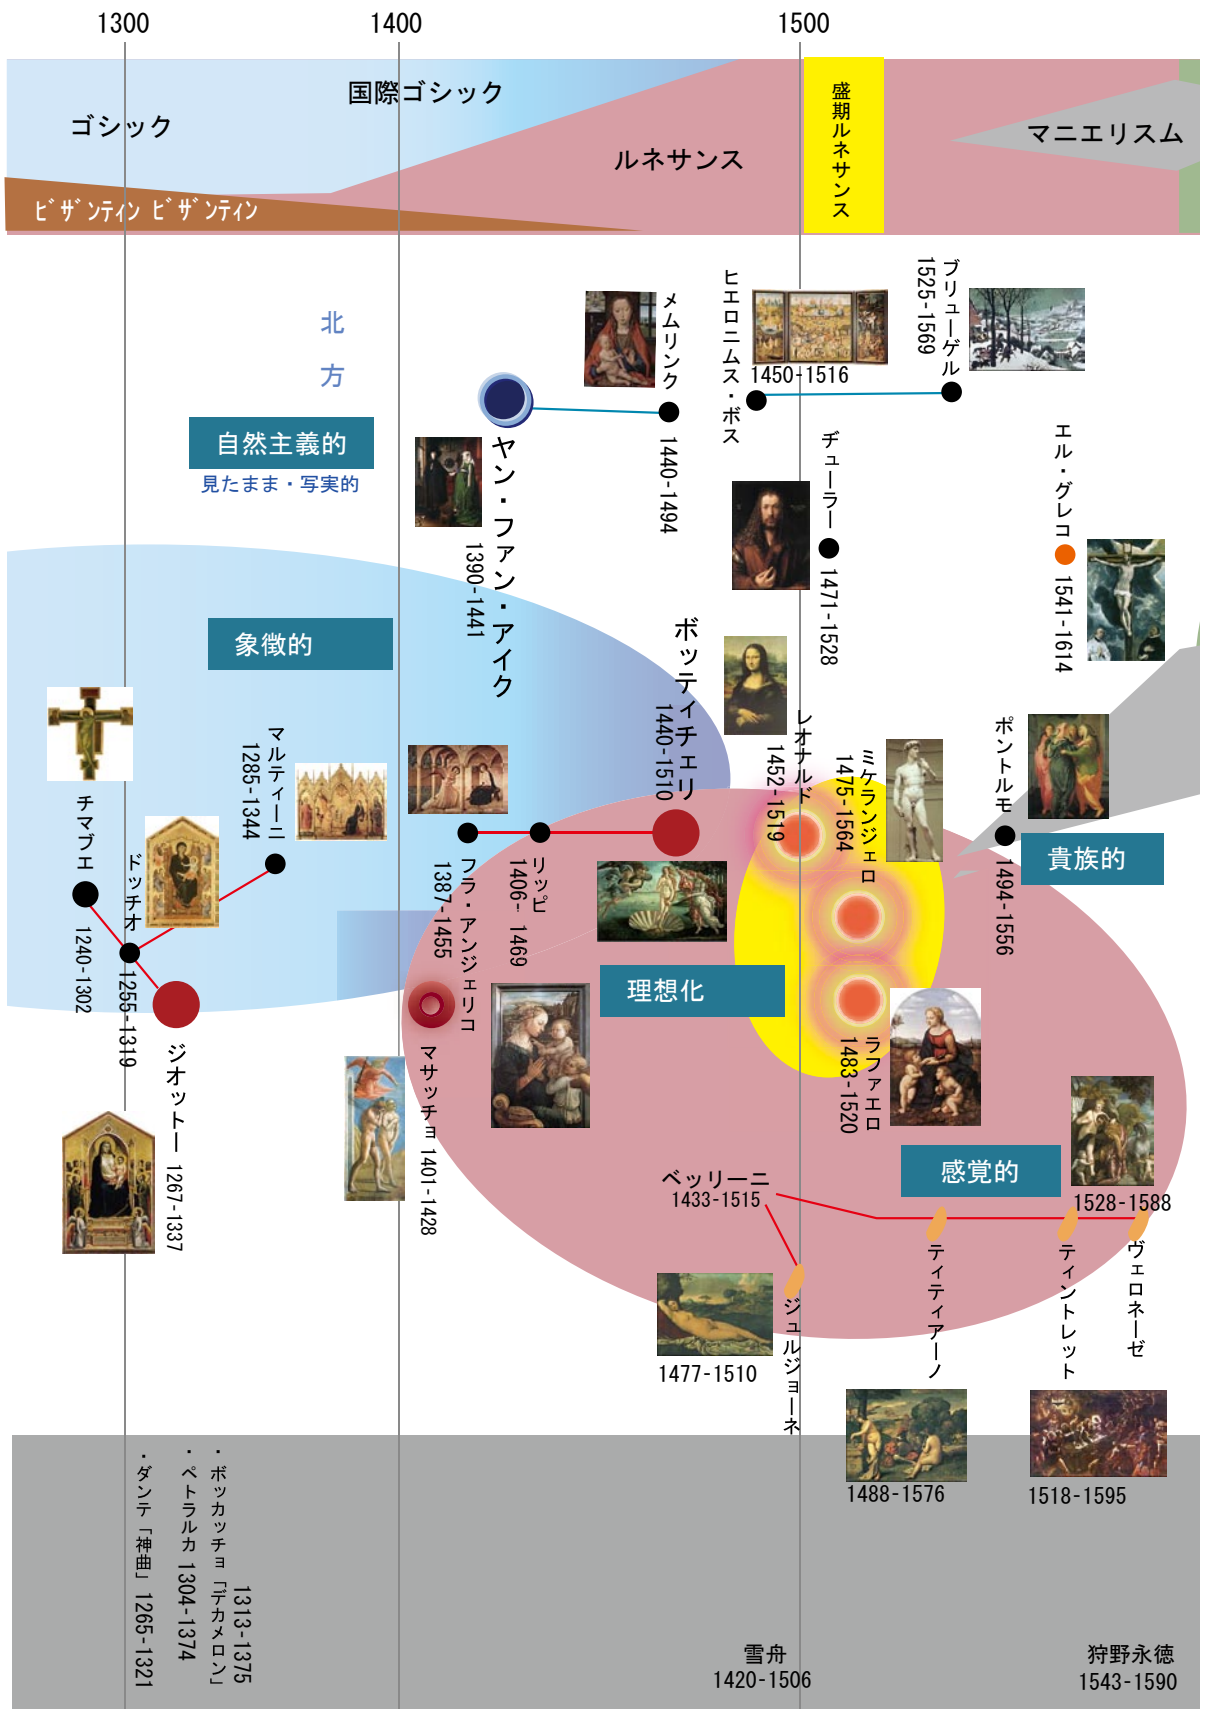 1300
1400
1500
ゴシック
国際ゴシック
ルネサンス
盛期ルネサンス
マニエリスム
ビザンティン ビザンティン
北方
自然主義的
見たまま・写実的
ヤン・ファン・アイク
1390-1441
メムリンク
1440-1494
ヒエロニムス・ボス
1450-1516
ブリューゲル
1525-1569
デューラー
1471-1528
エル・グレコ
1541-1614
象徴的
チマブエ
1240-1302
ドッチオ
1255-1319
マルティーニ
1285-1344
ジオットー 1267-1337
フラ・アンジェリコ
1387-1455
リッピ
1406-1469
ボッティチェリ
1440-1510
マサッチョ 1401-1428
レオナルド
1452-1519
ミケランジェロ
1475-1564
ラファエロ
1483-1520
ポントルモ
1494-1556
貴族的
理想化
感覚的
ベッリーニ
1433-1515
ジョルジョーネ
1477-1510
ティティアーノ
1488-1576
ティントレット
1518-1595
1528-1588
ヴェロネーゼ
・ダンテ「神曲」 1265-1321
・ペトラルカ 1304-1374
・ボッカッチョ「デカメロン」
1313-1375
雪舟
1420-1506
狩野永徳
1543-1590